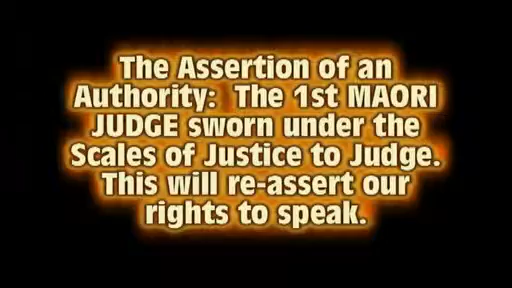 The Assertion of an
Authority:  The 1st MAORI
JUDGE sworn under the
Scales of Justice to Judge.
This will re-assert our
rights to speak.